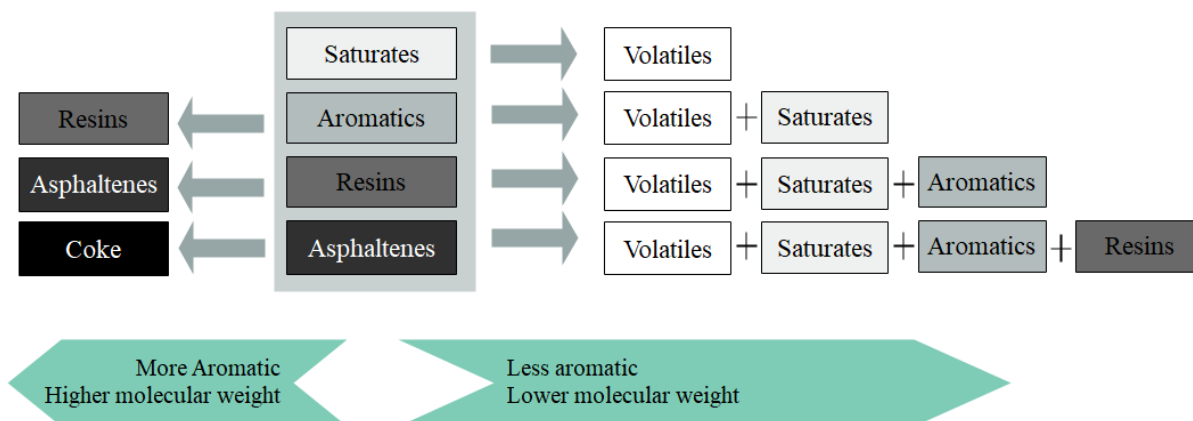 Saturates Volatiles
Resins Aromatics Volatiles + Saturates
Asphaltenes Resins Volatiles + Saturates + Aromatics
Coke Asphaltenes Volatiles + Saturates + Aromatics + Resins
More Aromatic
Higher molecular weight
Less aromatic
Lower molecular weight